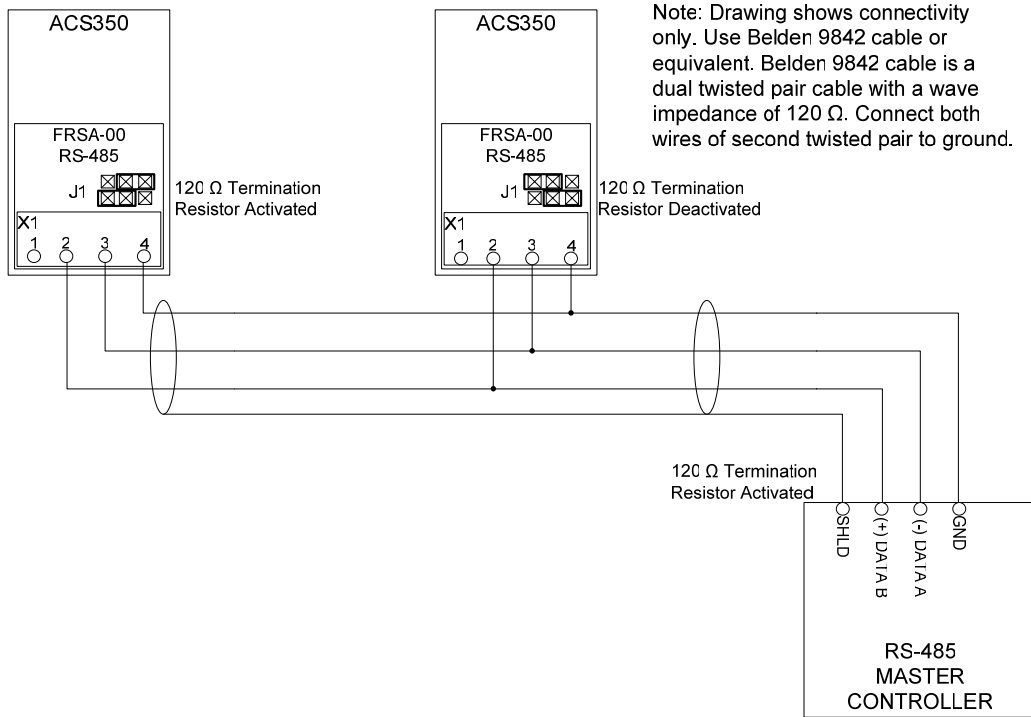 ACS350
FRSA-00
RS-485
J1
X1
1 2 3 4
120 Ω Termination
Resistor Activated
ACS350
FRSA-00
RS-485
J1
X1
1 2 3 4
120 Ω Termination
Resistor Deactivated
Note: Drawing shows connectivity
only. Use Belden 9842 cable or
equivalent. Belden 9842 cable is a
dual twisted pair cable with a wave
impedance of 120 Ω. Connect both
wires of second twisted pair to ground.
120 Ω Termination
Resistor Activated
SHLD
(+) DATA B
(-) DATA A
GND
RS-485
MASTER
CONTROLLER